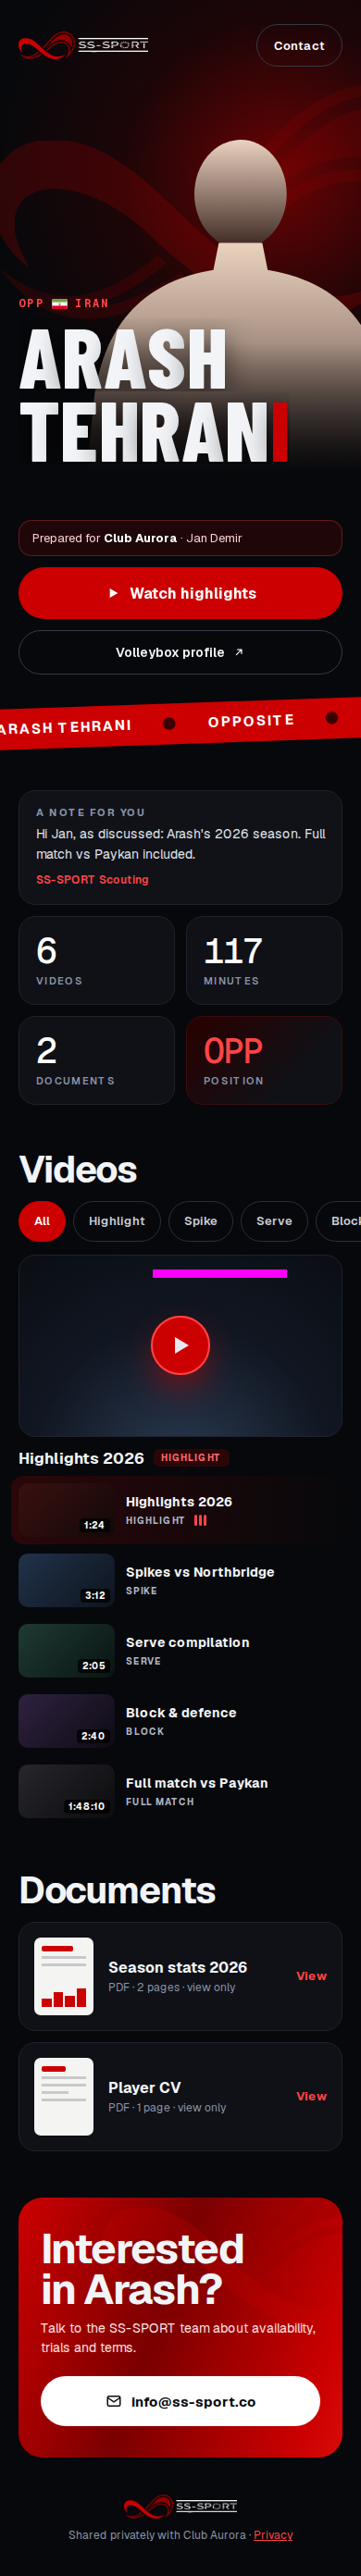 SS-SPORT
Contact
OPP IRAN
ARASH
TEHRANI
Prepared for Club Aurora · Jan Demir
Watch highlights
Volleybox profile ↗
ARASH TEHRANI OPPOSITE
A NOTE FOR YOU
Hi Jan, as discussed: Arash's 2026 season. Full
match vs Paykan included.
SS-SPORT Scouting
6
VIDEOS
117
MINUTES
2
DOCUMENTS
OPP
POSITION
Videos
All Highlight Spike Serve Block
Highlights 2026 HIGHLIGHT
1:24
Highlights 2026
HIGHLIGHT
3:12
Spikes vs Northbridge
SPIKE
2:05
Serve compilation
SERVE
2:40
Block & defence
BLOCK
1:48:10
Full match vs Paykan
FULL MATCH
Documents
Season stats 2026
PDF · 2 pages · view only
View
Player CV
PDF · 1 page · view only
View
Interested
in Arash?
Talk to the SS-SPORT team about availability,
trials and terms.
info@ss-sport.co
SS-SPORT
Shared privately with Club Aurora · Privacy